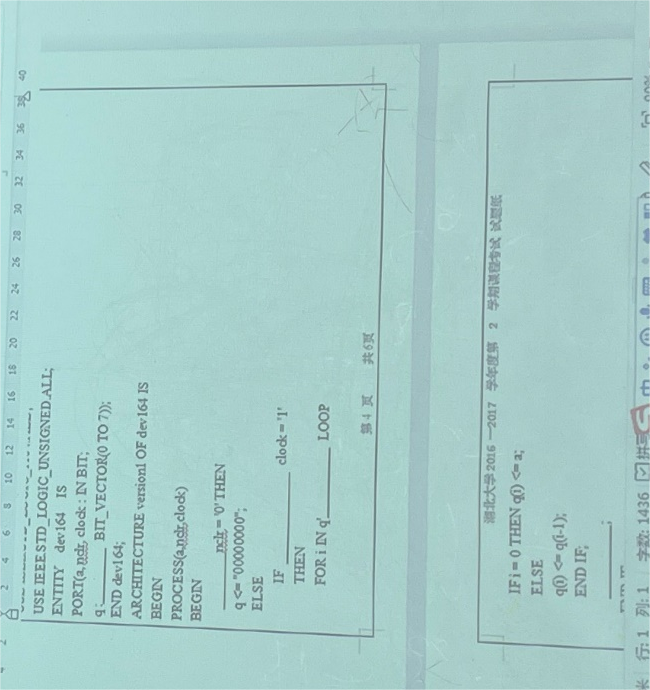 USE IEEE.STD_LOGIC_UNSIGNED.ALL;
ENTITY dev164 IS
PORT(a, nclr, clock : IN BIT;
q:______ BIT_VECTOR(0 TO 7));
END dev164;
ARCHITECTURE version1 OF dev164 IS
BEGIN
PROCESS(a,nclr,clock)
BEGIN
______nclr = '0' THEN
q <= "00000000";
ELSE
IF ______ clock = '1'
THEN
FOR i IN q'______ LOOP
第 4 页 共 6 页
湖北大学 2016 —2017 学年度第 2 学期课程考试 试题纸
IF i = 0 THEN q(i) <= a;
ELSE
q(i) <= q(i-1);
END IF;
______;
2 2 4 6 8 10 12 14 16 18 20 22 24 26 28 30 32 34 36 38 40
行: 1 列: 1 字数: 1436 拼写
中